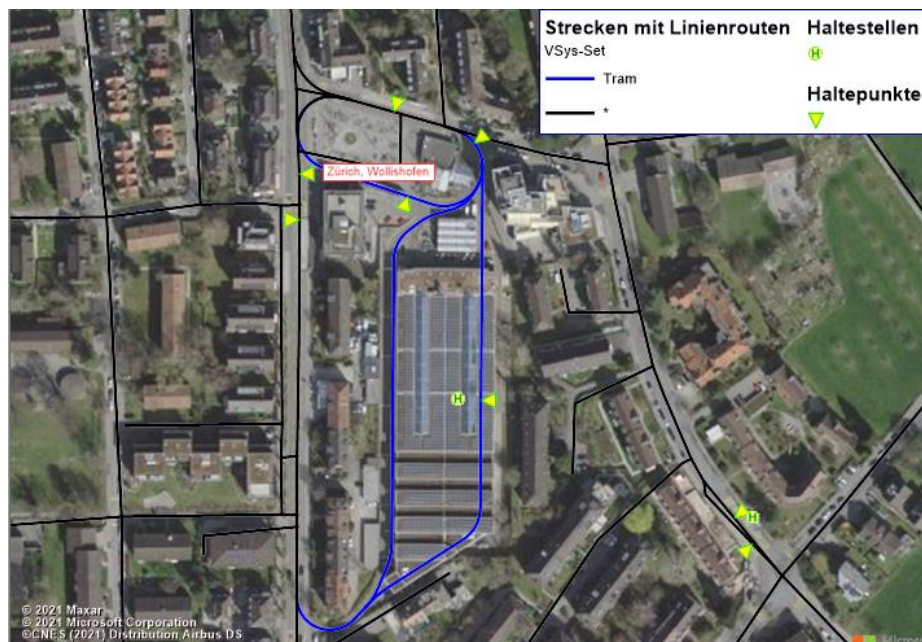 Strecken mit Linienrouten
VSys-Set
Tram
*
Haltestellen
H
Haltepunkte
Zürich, Wollishofen
H
H
© 2021 Maxar
© 2021 Microsoft Corporation
©CNES (2021) Distribution Airbus DS